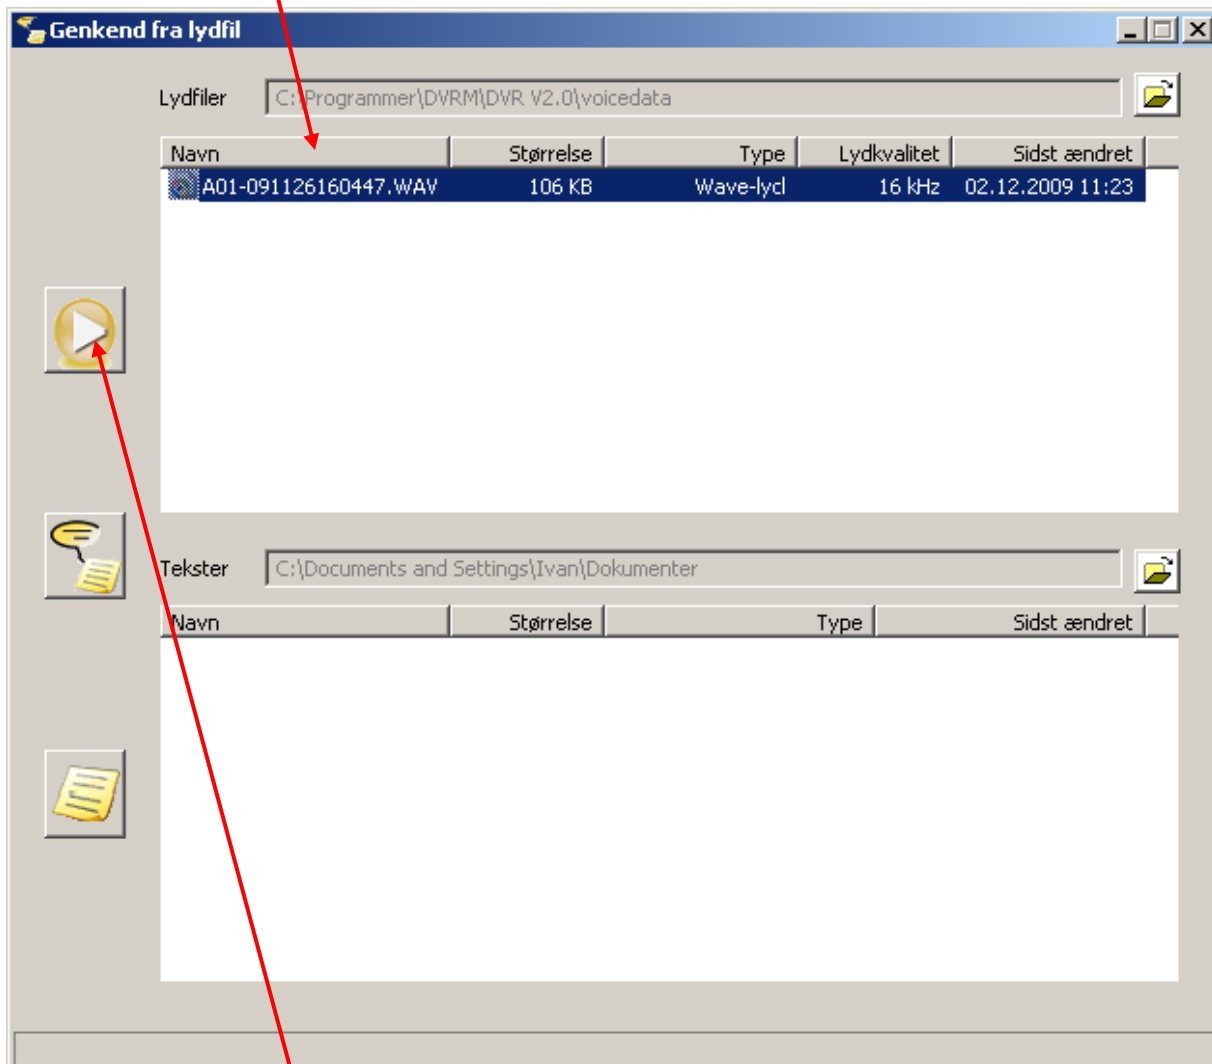 Genkend fra lydfil
Lydfiler C:\Programmer\DVRM\DVR V2.0\voicedata
Navn Størrelse Type Lydkvalitet Sidst ændret
A01-091126160447.WAV 106 KB Wave-lycl 16 kHz 02.12.2009 11:23
Tekster C:\Documents and Settings\Ivan\Dokumenter
Navn Størrelse Type Sidst ændret